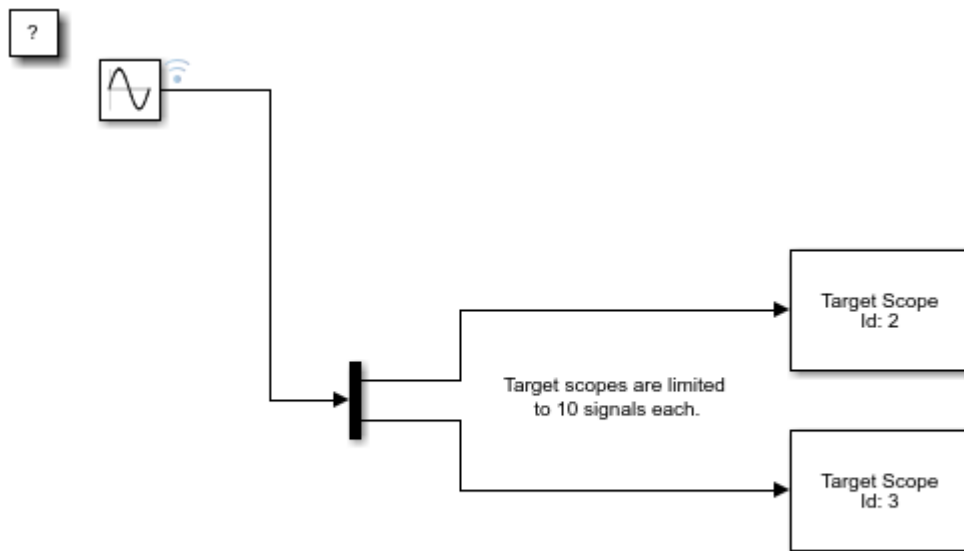 ?
Target Scope
Id: 2
Target scopes are limited
to 10 signals each.
Target Scope
Id: 3